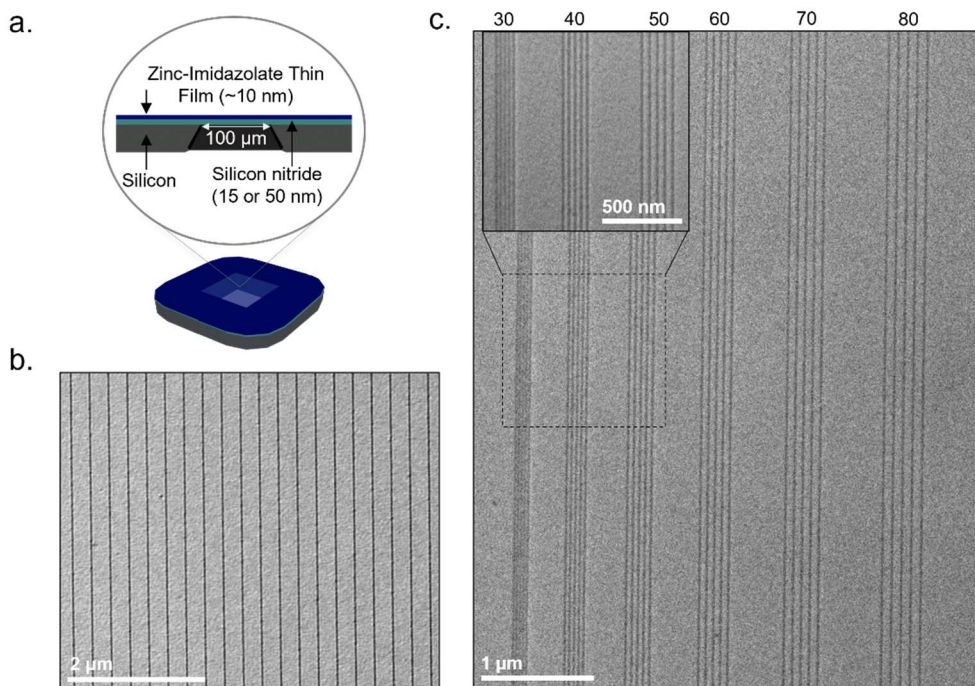 a.
Zinc-Imidazolate Thin
Film (~10 nm)
100 µm
Silicon
Silicon nitride
(15 or 50 nm)
b.
2 µm
c.
30 40 50 60 70 80
500 nm
1 µm